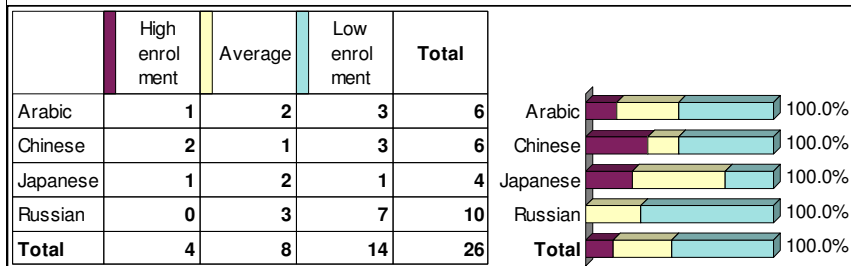 High enrol ment Average Low enrol ment Total
Arabic 1 2 3 6
Chinese 2 1 3 6
Japanese 1 2 1 4
Russian 0 3 7 10
Total 4 8 14 26
Arabic 100.0%
Chinese 100.0%
Japanese 100.0%
Russian 100.0%
Total 100.0%